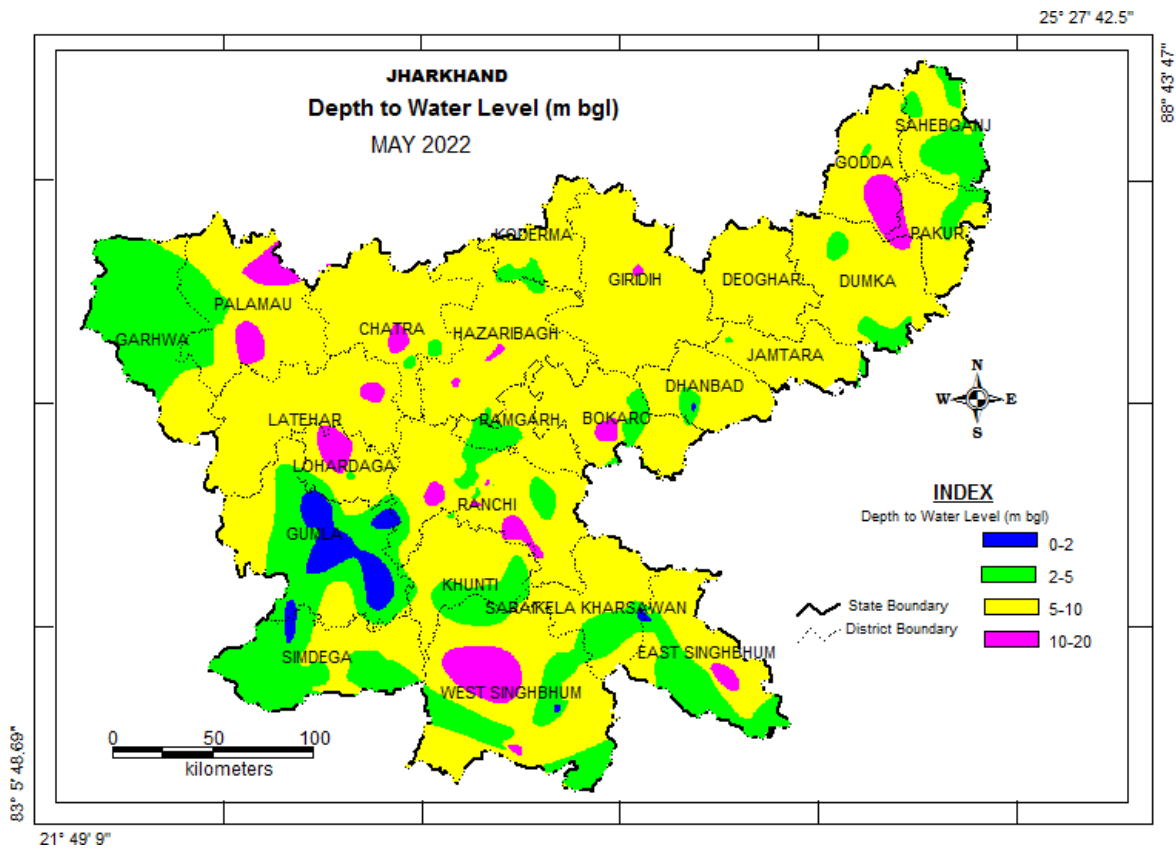 25° 27' 42.5"
88° 43' 47"
JHARKHAND
Depth to Water Level (m bgl)
MAY 2022
SAHEBGANJ
GODDA
PAKUR
KODERMA
GIRIDIH
DEOGHAR
DUMKA
PALAMAU
GARHWA
CHATRA
HAZARIBAGH
JAMTARA
DHANBAD
LATEHAR
RAMGARH
BOKARO
LOHARDAGA
RANCHI
GUMLA
KHUNTI
SARAIKELA KHARSAWAN
SIMDEGA
EAST SINGHBHUM
WEST SINGHBHUM
N
W E
S
INDEX
Depth to Water Level (m bgl)
0-2
2-5
5-10
10-20
State Boundary
District Boundary
0 50 100
kilometers
83° 5' 48.69"
21° 49' 9"